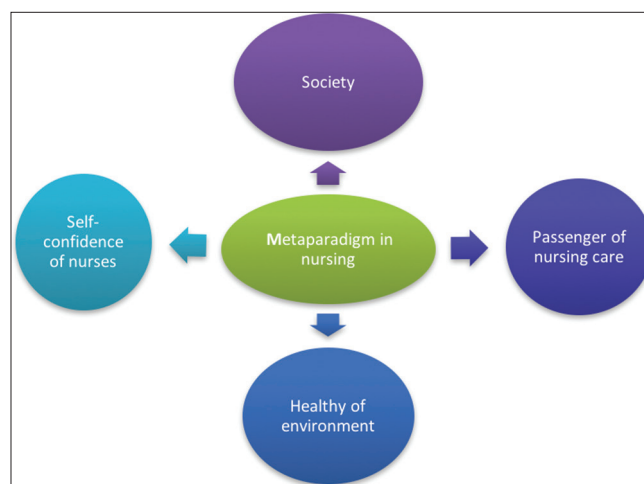 Society
Self-
confidence
of nurses
Metaparadigm in
nursing
Passenger of
nursing care
Healthy of
environment